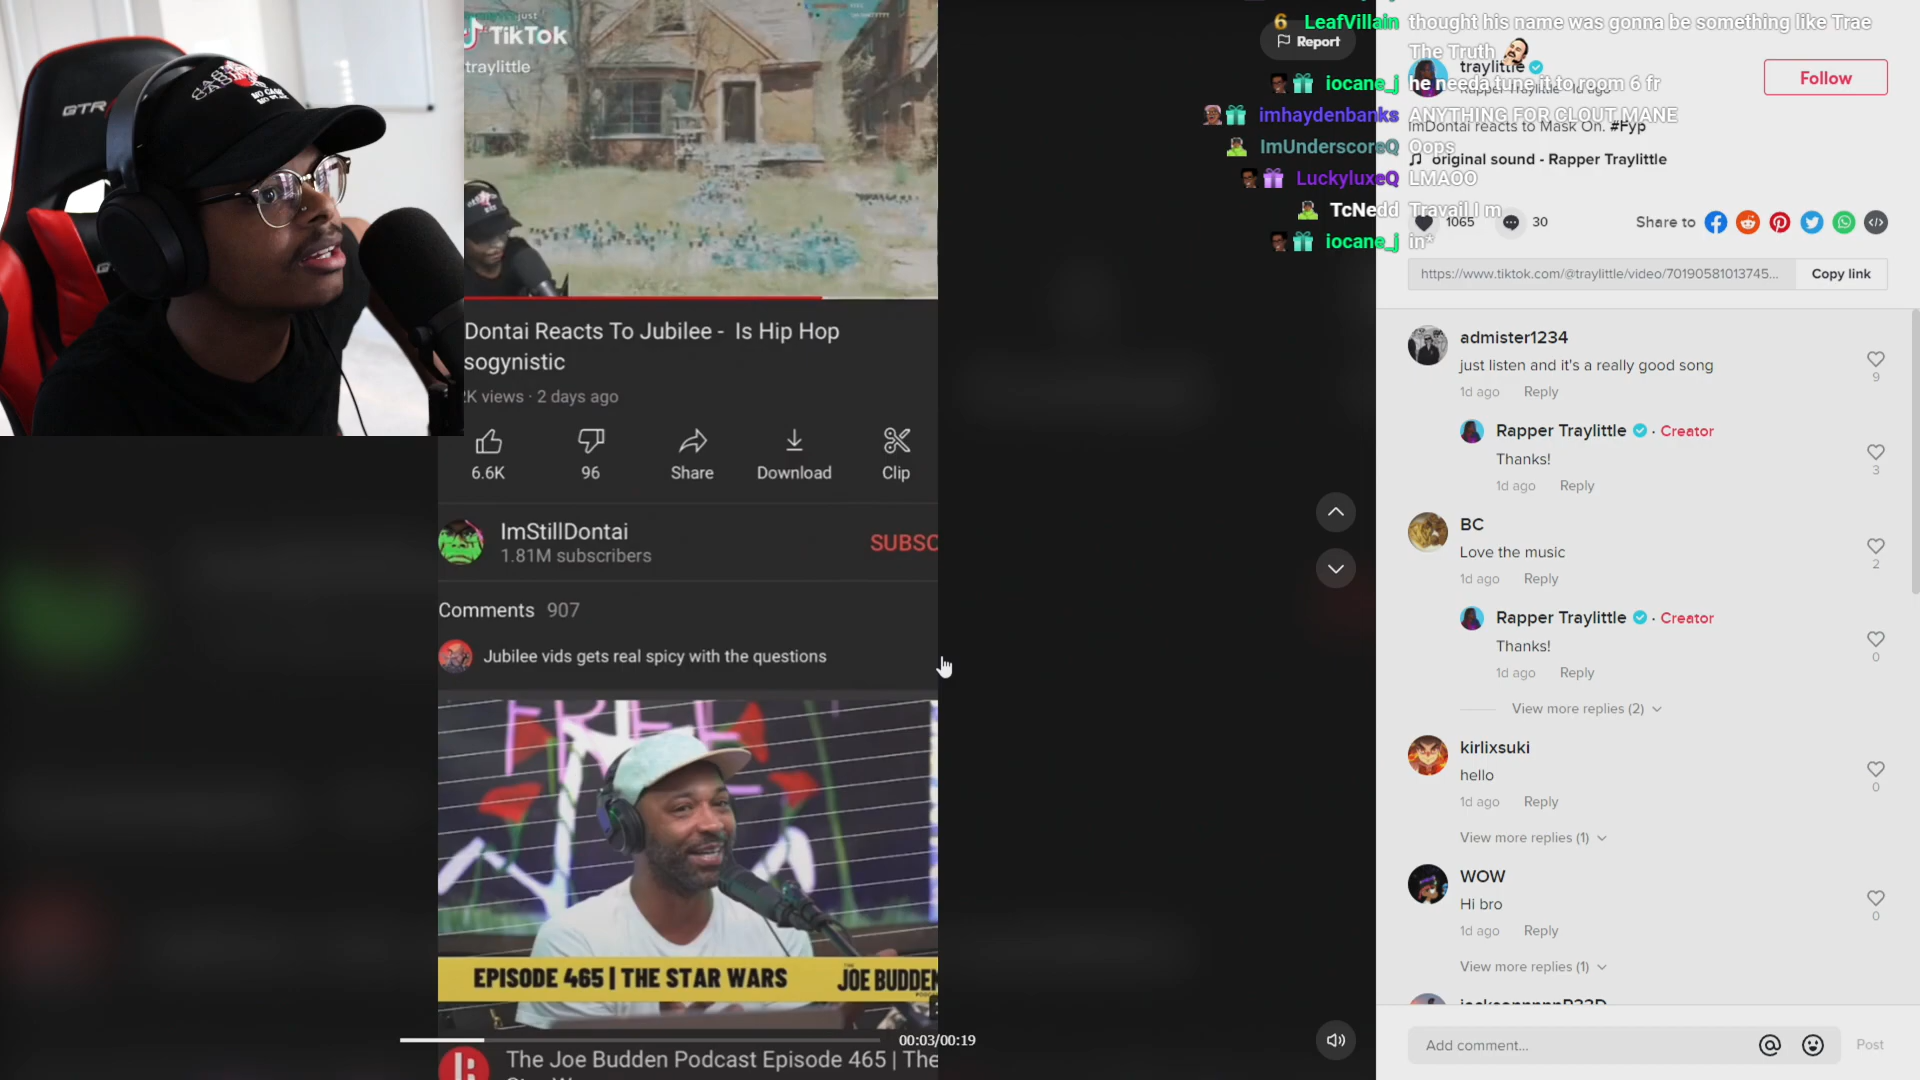 GTR
TikTok
traylittle
Dontai Reacts To Jubilee - Is Hip Hop
sogynistic
K views · 2 days ago
6.6K
96
Share
Download
Clip
ImStillDontai
1.81M subscribers
SUBSC
Comments 907
Jubilee vids gets real spicy with the questions
FREE
EPISODE 465 | THE STAR WARS
THE JOE BUDDEN
00:03/00:19
The Joe Budden Podcast Episode 465 | The
Report
6 LeafVillain thought his name was gonna be something like Trae
The Truth
iocane_j he needa tune it to room 6 fr
imhaydenbanks ANYTHING FOR CLOUT MANE
ImUnderscoreQ Oops
LuckyluxeQ LMAOO
TcNedd Travail I m
iocane_j in*
traylittle
Rapper Traylittle · 1d ago
Follow
ImDontai reacts to Mask On. #Fyp
original sound - Rapper Traylittle
1065
30
Share to
https://www.tiktok.com/@traylittle/video/70190581013745...
Copy link
admister1234
just listen and it's a really good song
1d ago Reply
9
Rapper Traylittle · Creator
Thanks!
1d ago Reply
3
BC
Love the music
1d ago Reply
2
Rapper Traylittle · Creator
Thanks!
1d ago Reply
0
View more replies (2)
kirlixsuki
hello
1d ago Reply
0
View more replies (1)
WOW
Hi bro
1d ago Reply
0
View more replies (1)
Add comment...
Post